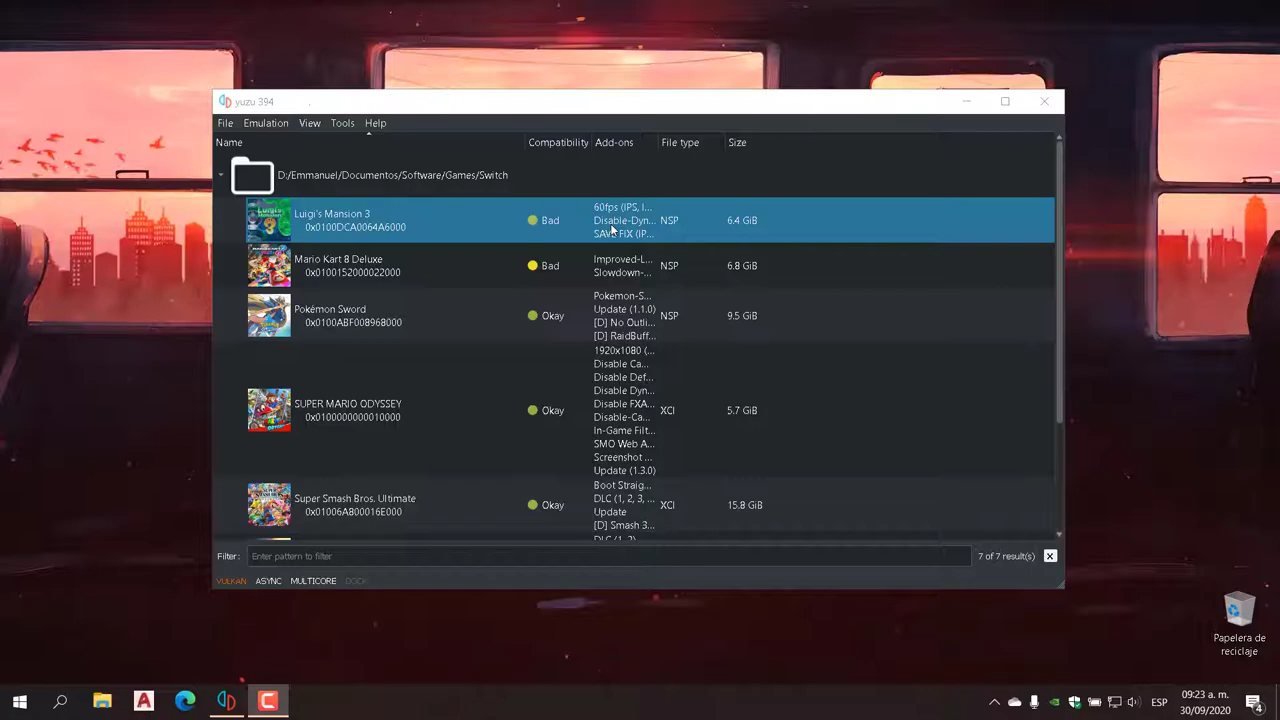 yuzu 394
File Emulation View Tools Help
Name Compatibility Add-ons File type Size
D:/Emmanuel/Documentos/Software/Games/Switch
Luigi's Mansion 3
0x0100DCA0064A6000
Bad
60fps (IPS, I...
Disable-Dyn...
SAVE FIX (IP...
NSP
6.4 GiB
Mario Kart 8 Deluxe
0x0100152000022000
Bad
Improved-L...
Slowdown-...
NSP
6.8 GiB
Pokémon Sword
0x0100ABF008968000
Okay
Pokemon-S...
Update (1.1.0)
[D] No Outli...
[D] RaidBuff...
NSP
9.5 GiB
SUPER MARIO ODYSSEY
0x0100000000010000
Okay
1920x1080 (...
Disable Ca...
Disable Def...
Disable Dyn...
Disable FXA...
Disable-Ca...
In-Game Filt...
SMO Web A...
Screenshot ...
Update (1.3.0)
XCI
5.7 GiB
Super Smash Bros. Ultimate
0x01006A800016E000
Okay
Boot Straig...
DLC (1, 2, 3, ...
Update
[D] Smash 3...
XCI
15.8 GiB
DLC (1, 2)
Filter: Enter pattern to filter 7 of 7 result(s)
VULKAN ASYNC MULTICORE DOCK
Papelera de
reciclaje
ESP
09:23 a. m.
30/09/2020
4